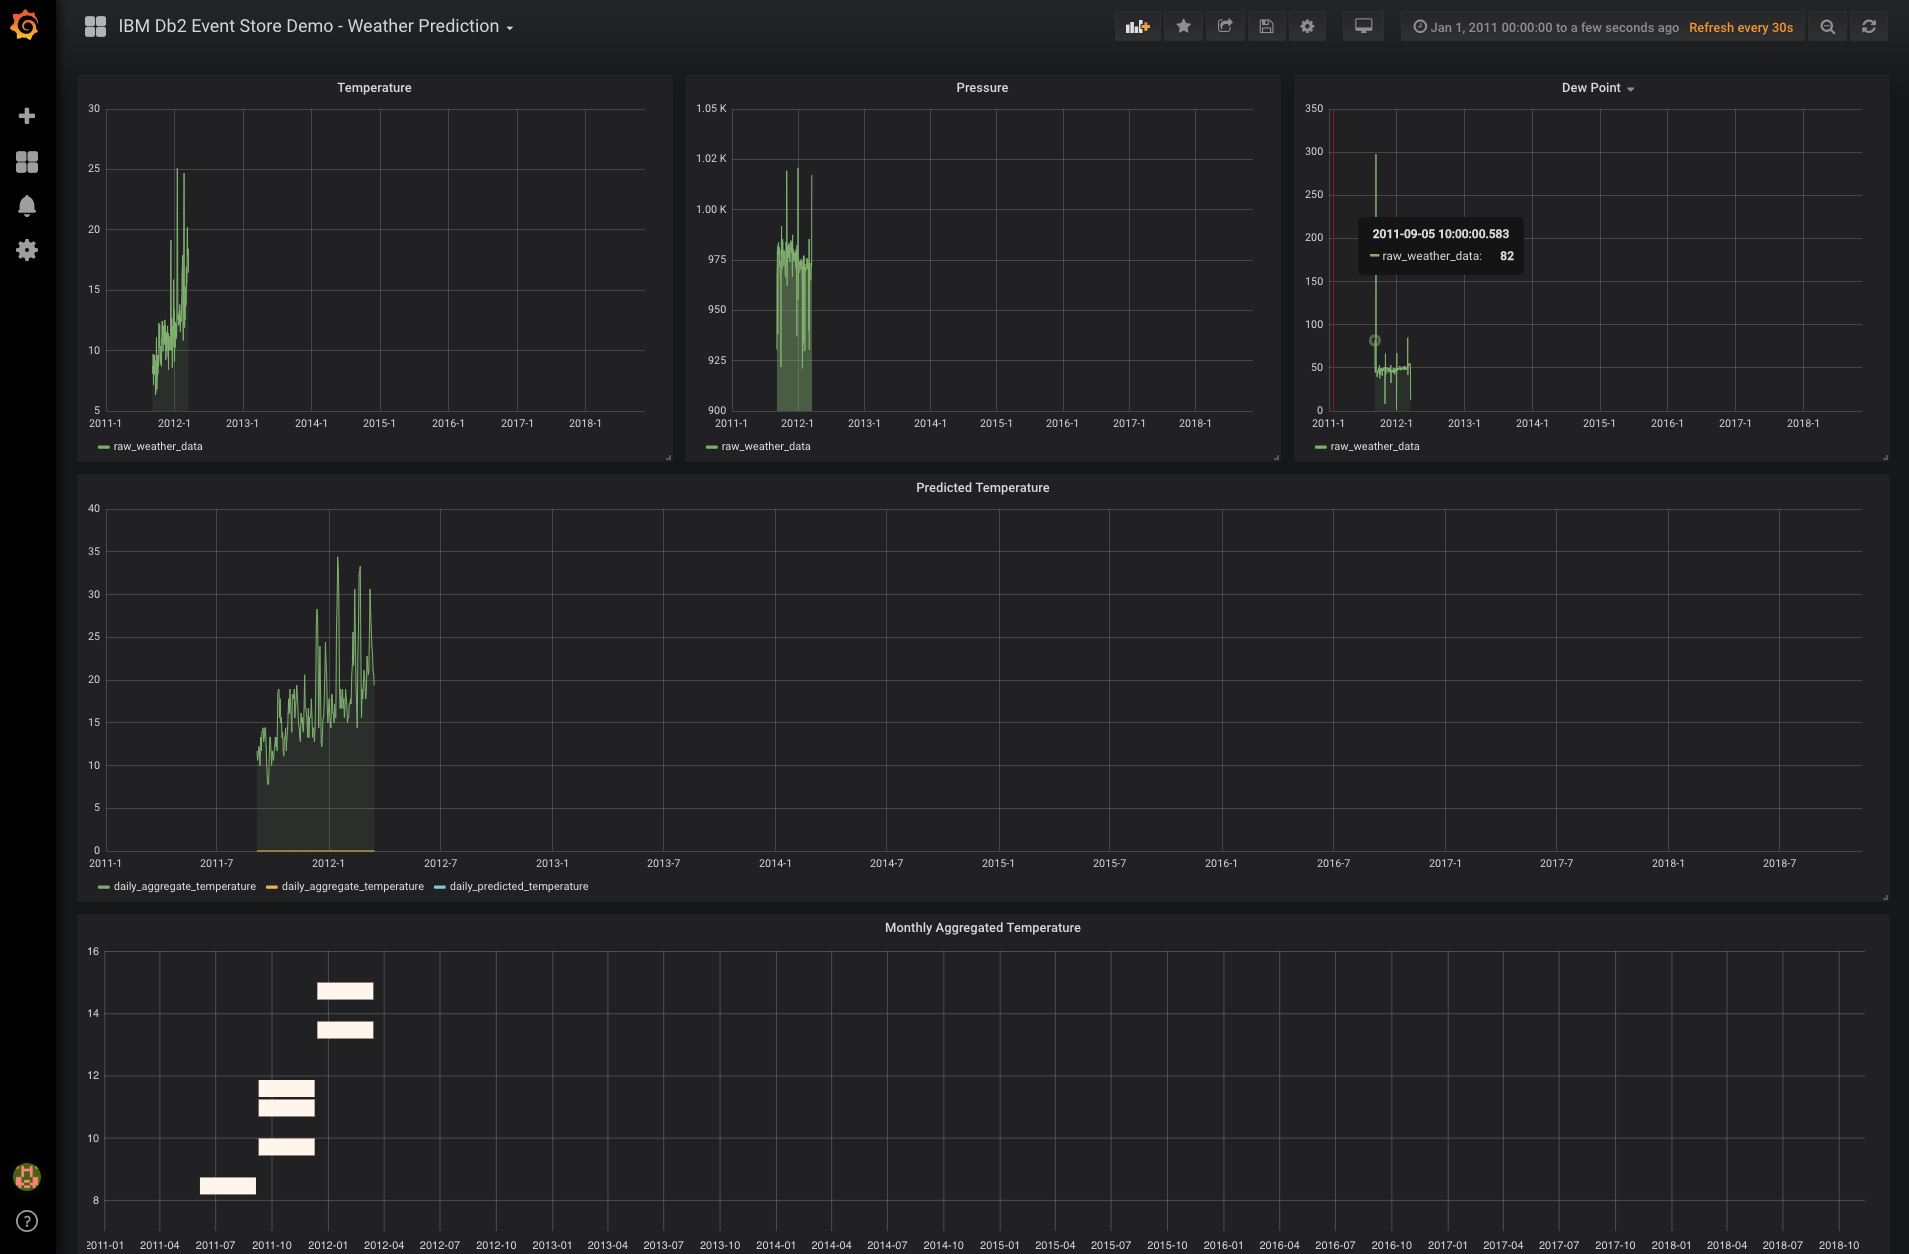 IBM Db2 Event Store Demo - Weather Prediction
Jan 1, 2011 00:00:00 to a few seconds ago Refresh every 30s
Temperature
30
25
20
15
10
5
2011-1 2012-1 2013-1 2014-1 2015-1 2016-1 2017-1 2018-1
raw_weather_data
Pressure
1.05 K
1.02 K
1.00 K
975
950
925
900
2011-1 2012-1 2013-1 2014-1 2015-1 2016-1 2017-1 2018-1
raw_weather_data
Dew Point
350
300
250
200
150
100
50
0
2011-09-05 10:00:00.583
raw_weather_data: 82
2011-1 2012-1 2013-1 2014-1 2015-1 2016-1 2017-1 2018-1
raw_weather_data
Predicted Temperature
40
35
30
25
20
15
10
5
0
2011-1 2011-7 2012-1 2012-7 2013-1 2013-7 2014-1 2014-7 2015-1 2015-7 2016-1 2016-7 2017-1 2017-7 2018-1 2018-7
daily_aggregate_temperature daily_aggregate_temperature daily_predicted_temperature
Monthly Aggregated Temperature
16
14
12
10
8
2011-01 2011-04 2011-07 2011-10 2012-01 2012-04 2012-07 2012-10 2013-01 2013-04 2013-07 2013-10 2014-01 2014-04 2014-07 2014-10 2015-01 2015-04 2015-07 2015-10 2016-01 2016-04 2016-07 2016-10 2017-01 2017-04 2017-07 2017-10 2018-01 2018-04 2018-07 2018-10